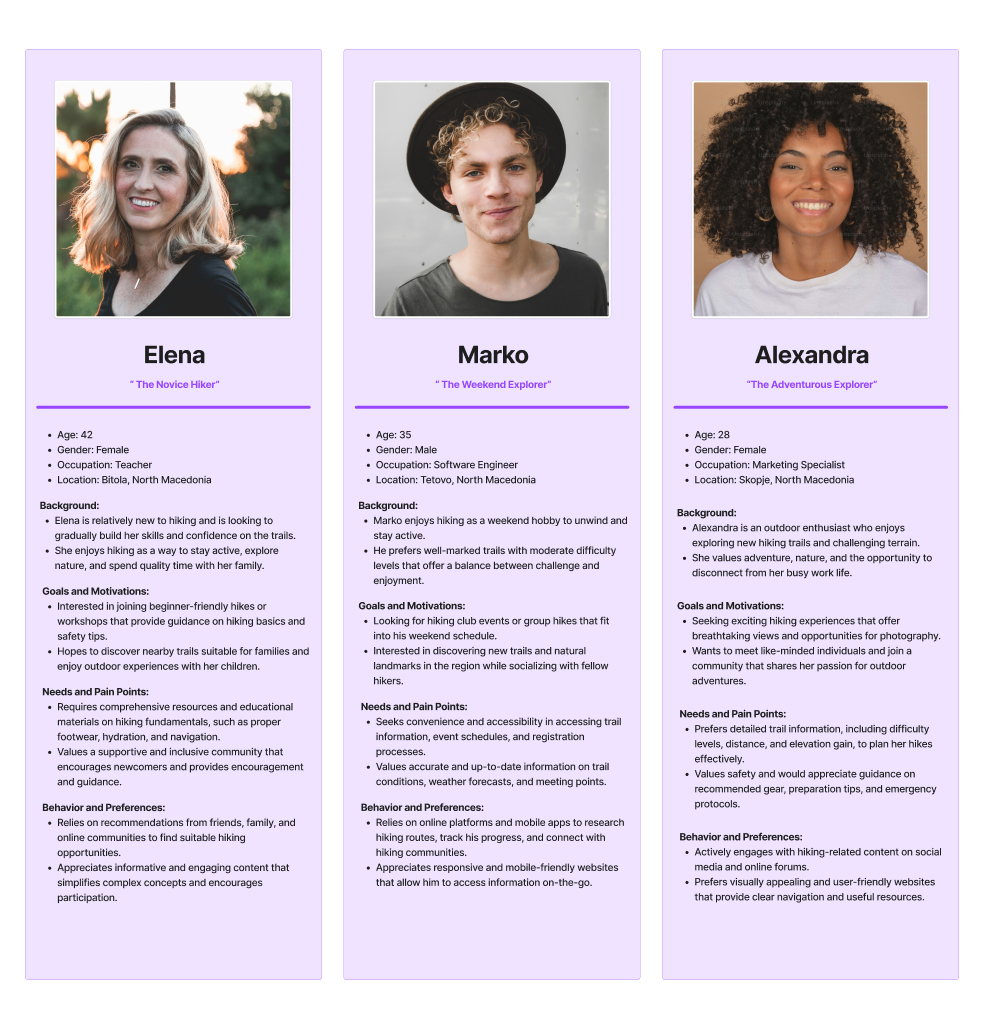 Elena
“ The Novice Hiker”
• Age: 42
• Gender: Female
• Occupation: Teacher
• Location: Bitola, North Macedonia
Background:
• Elena is relatively new to hiking and is looking to
gradually build her skills and confidence on the trails.
• She enjoys hiking as a way to stay active, explore
nature, and spend quality time with her family.
Goals and Motivations:
• Interested in joining beginner-friendly hikes or
workshops that provide guidance on hiking basics and
safety tips.
• Hopes to discover nearby trails suitable for families and
enjoy outdoor experiences with her children.
Needs and Pain Points:
• Requires comprehensive resources and educational
materials on hiking fundamentals, such as proper
footwear, hydration, and navigation.
• Values a supportive and inclusive community that
encourages newcomers and provides encouragement
and guidance.
Behavior and Preferences:
• Relies on recommendations from friends, family, and
online communities to find suitable hiking
opportunities.
• Appreciates informative and engaging content that
simplifies complex concepts and encourages
participation.
Marko
“ The Weekend Explorer”
• Age: 35
• Gender: Male
• Occupation: Software Engineer
• Location: Tetovo, North Macedonia
Background:
• Marko enjoys hiking as a weekend hobby to unwind and
stay active.
• He prefers well-marked trails with moderate difficulty
levels that offer a balance between challenge and
enjoyment.
Goals and Motivations:
• Looking for hiking club events or group hikes that fit
into his weekend schedule.
• Interested in discovering new trails and natural
landmarks in the region while socializing with fellow
hikers.
Needs and Pain Points:
• Seeks convenience and accessibility in accessing trail
information, event schedules, and registration
processes.
• Values accurate and up-to-date information on trail
conditions, weather forecasts, and meeting points.
Behavior and Preferences:
• Relies on online platforms and mobile apps to research
hiking routes, track his progress, and connect with
hiking communities.
• Appreciates responsive and mobile-friendly websites
that allow him to access information on-the-go.
Alexandra
“The Adventurous Explorer”
• Age: 28
• Gender: Female
• Occupation: Marketing Specialist
• Location: Skopje, North Macedonia
Background:
• Alexandra is an outdoor enthusiast who enjoys
exploring new hiking trails and challenging terrain.
• She values adventure, nature, and the opportunity to
disconnect from her busy work life.
Goals and Motivations:
• Seeking exciting hiking experiences that offer
breathtaking views and opportunities for photography.
• Wants to meet like-minded individuals and join a
community that shares her passion for outdoor
adventures.
Needs and Pain Points:
• Prefers detailed trail information, including difficulty
levels, distance, and elevation gain, to plan her hikes
effectively.
• Values safety and would appreciate guidance on
recommended gear, preparation tips, and emergency
protocols.
Behavior and Preferences:
• Actively engages with hiking-related content on social
media and online forums.
• Prefers visually appealing and user-friendly websites
that provide clear navigation and useful resources.